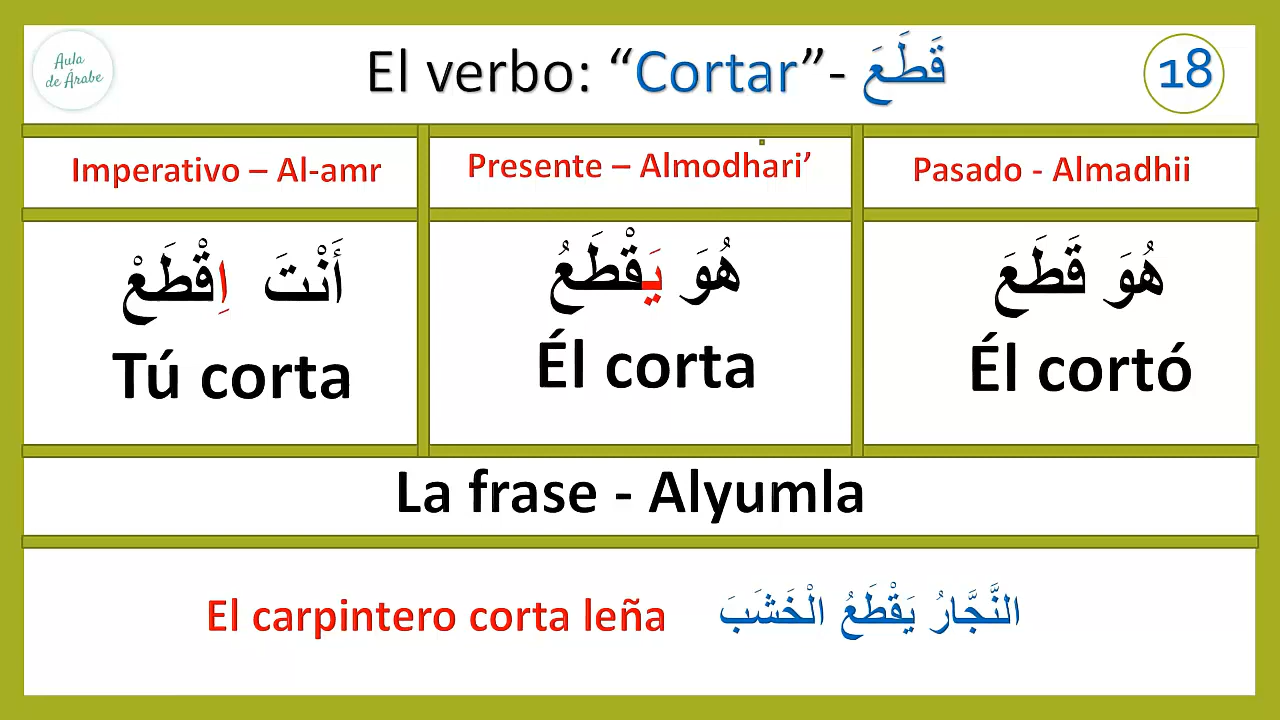 Aula
de Árabe
El verbo: “Cortar”- قَطَعَ
18
Imperativo – Al-amr
Presente – Almodhari’
Pasado - Almadhii
أَنْتَ اِقْطَعْ
Tú corta
هُوَ يَقْطَعُ
Él corta
هُوَ قَطَعَ
Él cortó
La frase - Alyumla
El carpintero corta leña النَّجَّارُ يَقْطَعُ الْخَشَبَ